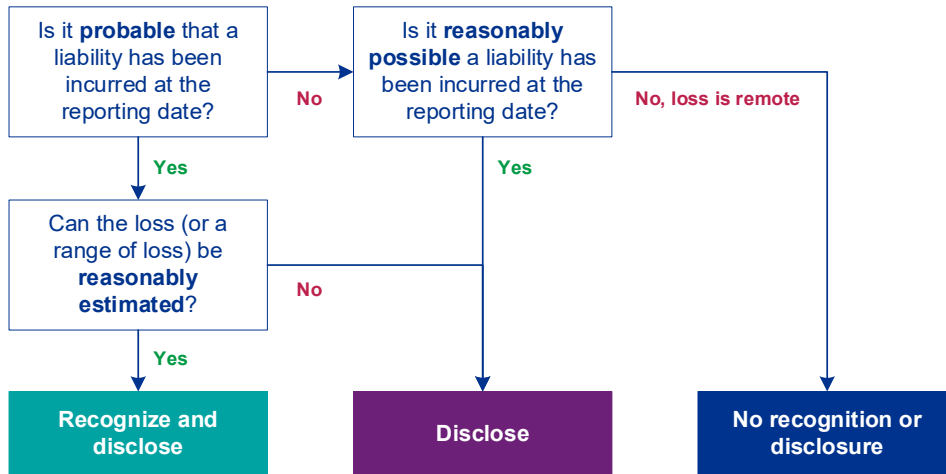 Is it probable that a
liability has been
incurred at the
reporting date?
No
Is it reasonably
possible a liability has
been incurred at the
reporting date?
No, loss is remote
Yes
Yes
Can the loss (or a
range of loss) be
reasonably
estimated?
No
Yes
Recognize and
disclose
Disclose
No recognition or
disclosure